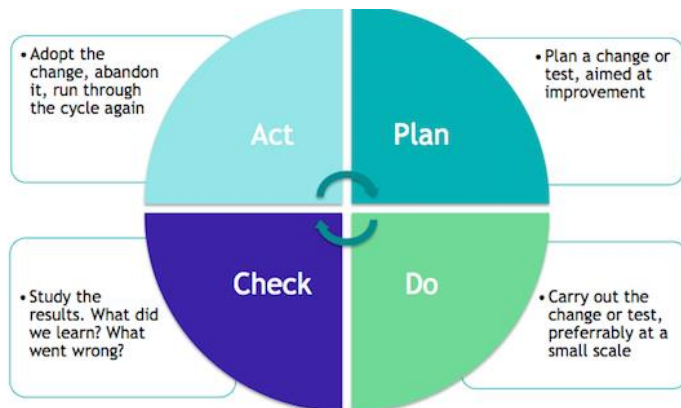 • Adopt the
change, abandon
it, run through
the cycle again
Act
Plan
• Plan a change or
test, aimed at
improvement
• Study the
results. What did
we learn? What
went wrong?
Check
Do
• Carry out the
change or test,
preferrably at a
small scale